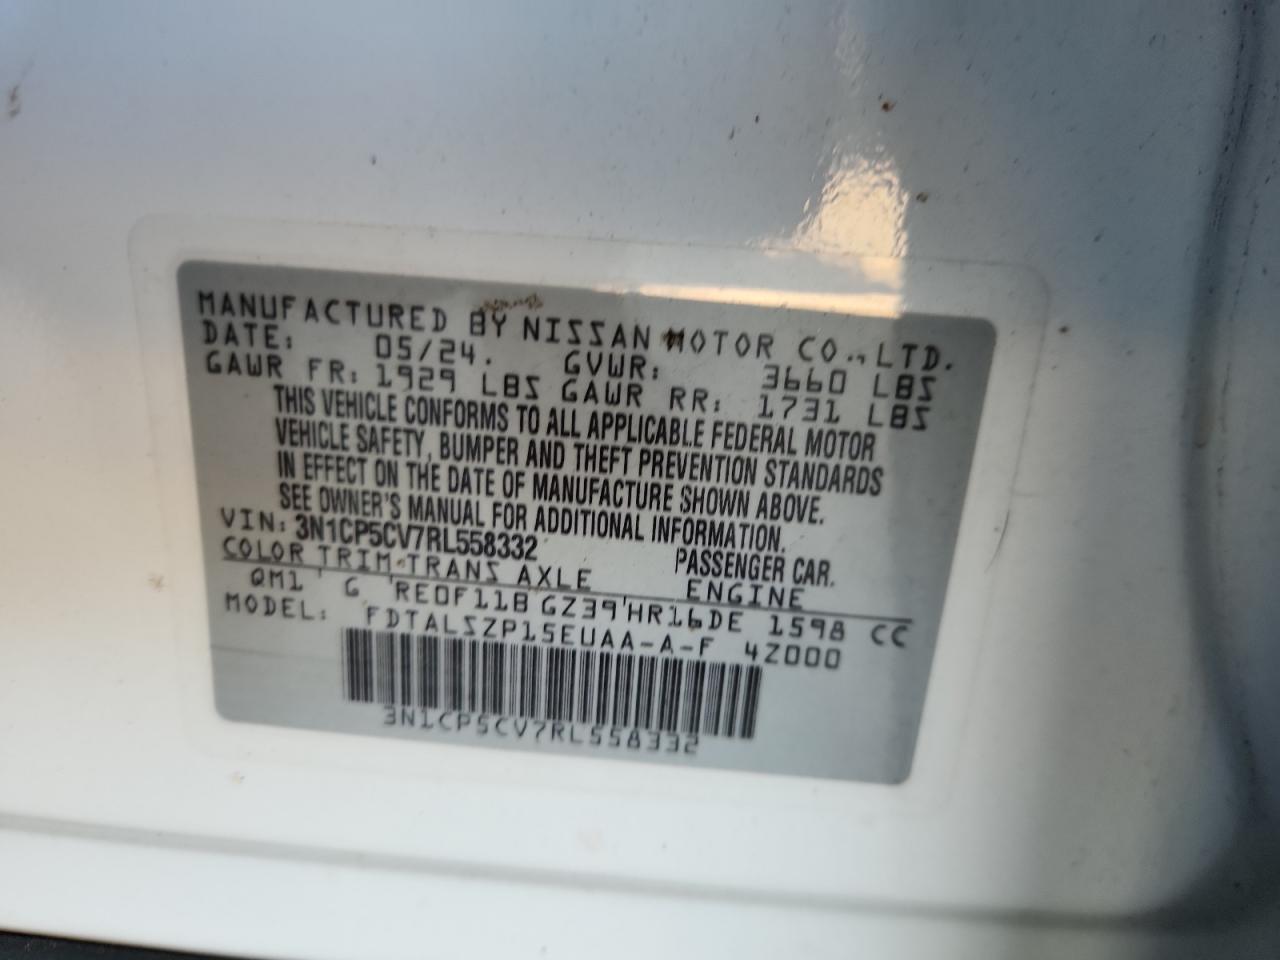 MANUFACTURED BY NISSAN MOTOR CO., LTD.
DATE: 05/24. GVWR: 3660 LBS
GAWR FR: 1929 LBS GAWR RR: 1731 LBS
THIS VEHICLE CONFORMS TO ALL APPLICABLE FEDERAL MOTOR
VEHICLE SAFETY, BUMPER AND THEFT PREVENTION STANDARDS
IN EFFECT ON THE DATE OF MANUFACTURE SHOWN ABOVE.
SEE OWNER'S MANUAL FOR ADDITIONAL INFORMATION.
VIN: 3N1CP5CV7RL558332 PASSENGER CAR.
COLOR TRIM TRANS AXLE ENGINE
QM1 G RE0F11B GZ39 HR16DE 1598 CC
MODEL: FDTALSZP15EUAA-A-F 4Z000
3N1CP5CV7RL558332